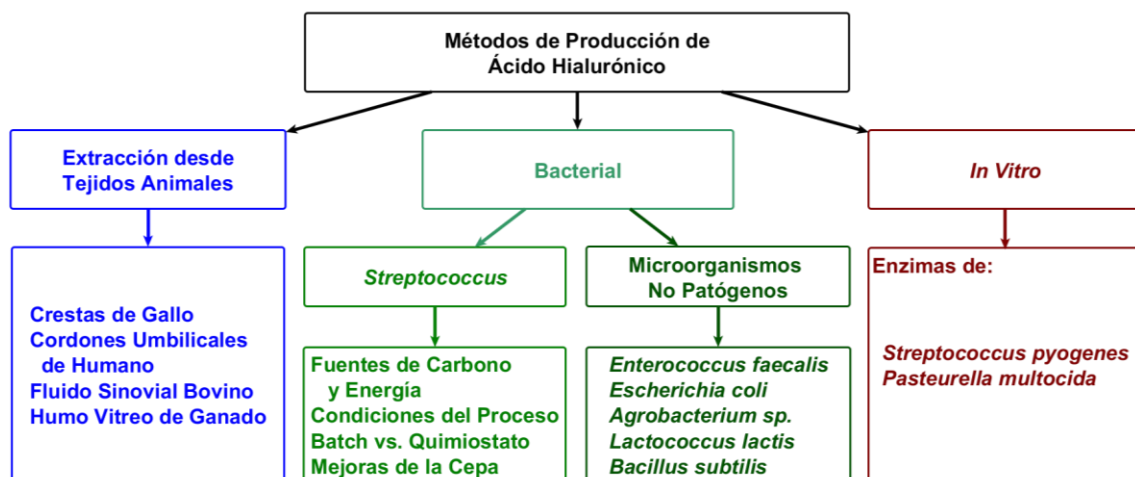 Métodos de Producción de
Ácido Hialurónico
Extracción desde
Tejidos Animales
Bacterial
In Vitro
Crestas de Gallo
Cordones Umbilicales
de Humano
Fluido Sinovial Bovino
Humo Vitreo de Ganado
Streptococcus
Fuentes de Carbono
y Energía
Condiciones del Proceso
Batch vs. Quimiostato
Mejoras de la Cepa
Microorganismos
No Patógenos
Enterococcus faecalis
Escherichia coli
Agrobacterium sp.
Lactococcus lactis
Bacillus subtilis
Enzimas de:
Streptococcus pyogenes
Pasteurella multocida